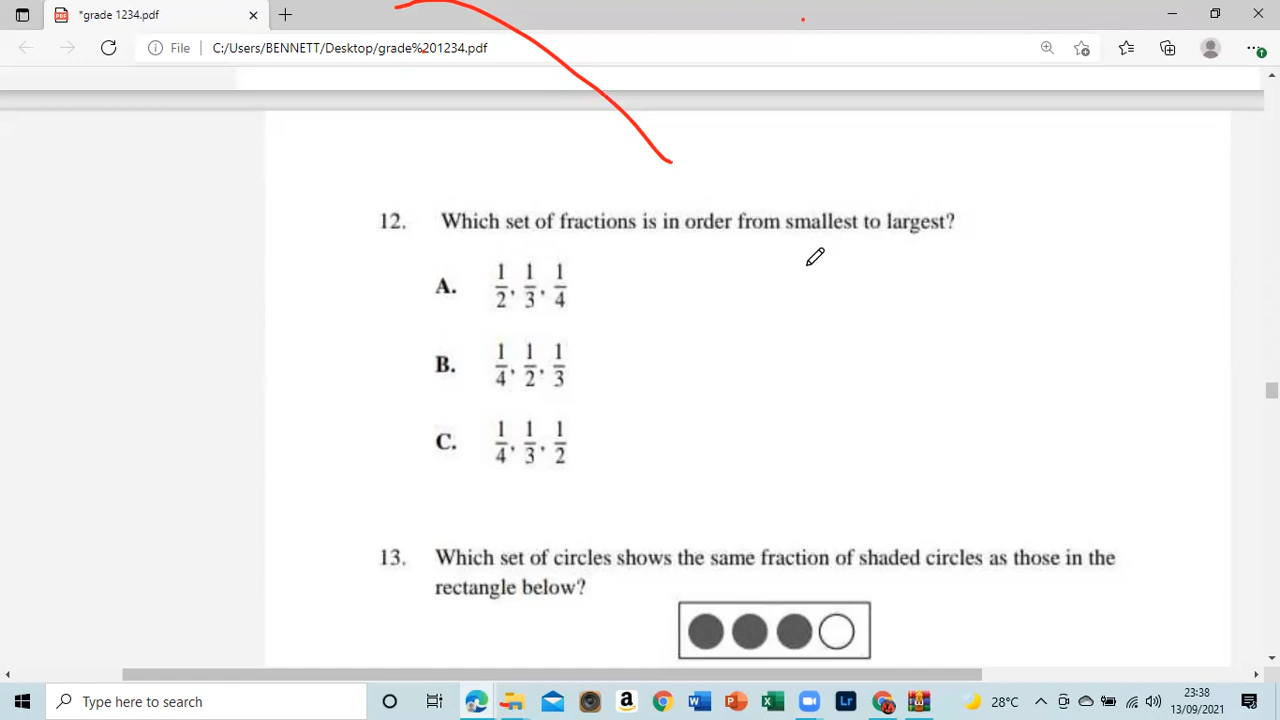 *grade 1234.pdf
File C:/Users/BENNETT/Desktop/grade%201234.pdf
12. Which set of fractions is in order from smallest to largest?
A. 1/2, 1/3, 1/4
B. 1/4, 1/2, 1/3
C. 1/4, 1/3, 1/2
13. Which set of circles shows the same fraction of shaded circles as those in the
rectangle below?
Type here to search
28°C
23:38
13/09/2021